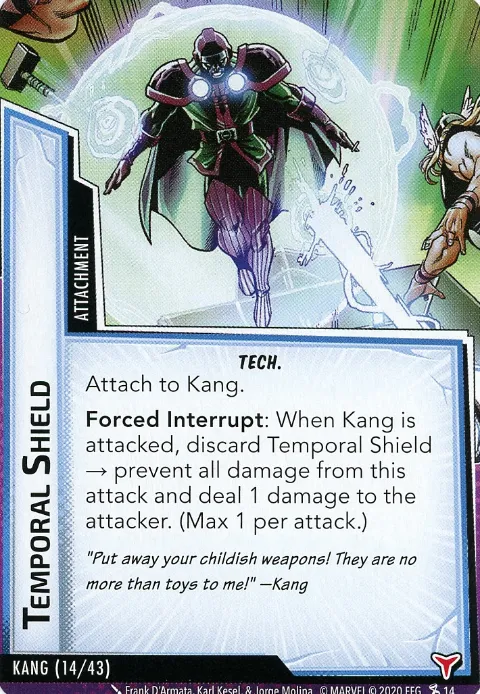 ATTACHMENT
TEMPORAL SHIELD
TECH.
Attach to Kang.
Forced Interrupt: When Kang is
attacked, discard Temporal Shield
→ prevent all damage from this
attack and deal 1 damage to the
attacker. (Max 1 per attack.)
"Put away your childish weapons! They are no
more than toys to me!" —Kang
KANG (14/43)
Frank D'Armata, Karl Kesel, & Jorge Molina. © MARVEL © 2020 FFG 14